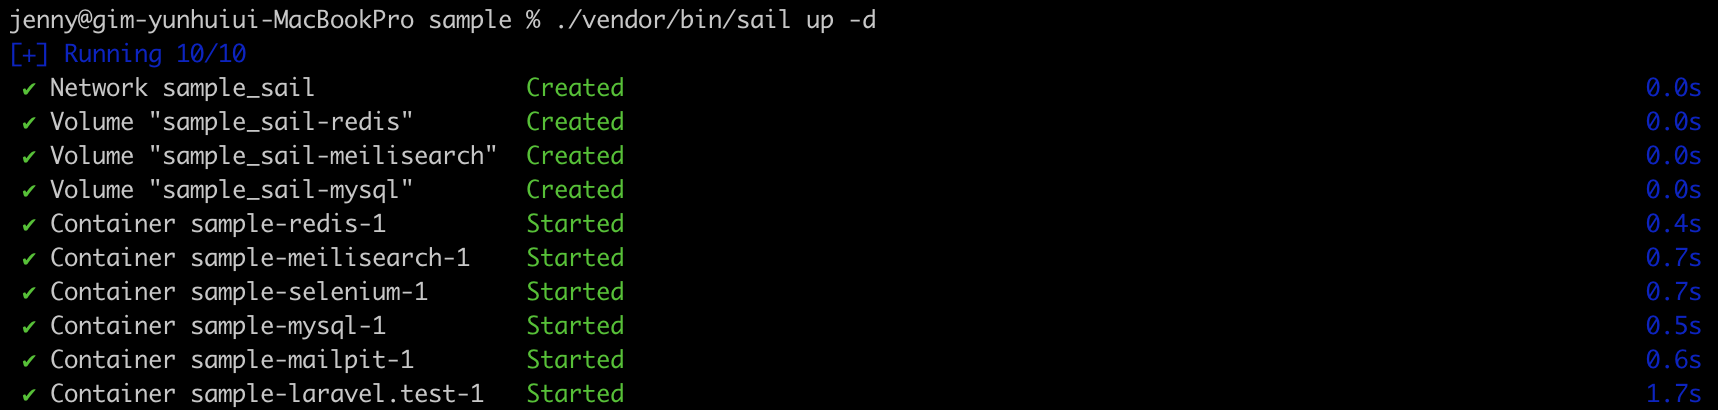 jenny@gim-yunhuiui-MacBookPro sample % ./vendor/bin/sail up -d
[+] Running 10/10
✔ Network sample_sail Created 0.0s
✔ Volume "sample_sail-redis" Created 0.0s
✔ Volume "sample_sail-meilisearch" Created 0.0s
✔ Volume "sample_sail-mysql" Created 0.0s
✔ Container sample-redis-1 Started 0.4s
✔ Container sample-meilisearch-1 Started 0.7s
✔ Container sample-selenium-1 Started 0.7s
✔ Container sample-mysql-1 Started 0.5s
✔ Container sample-mailpit-1 Started 0.6s
✔ Container sample-laravel.test-1 Started 1.7s